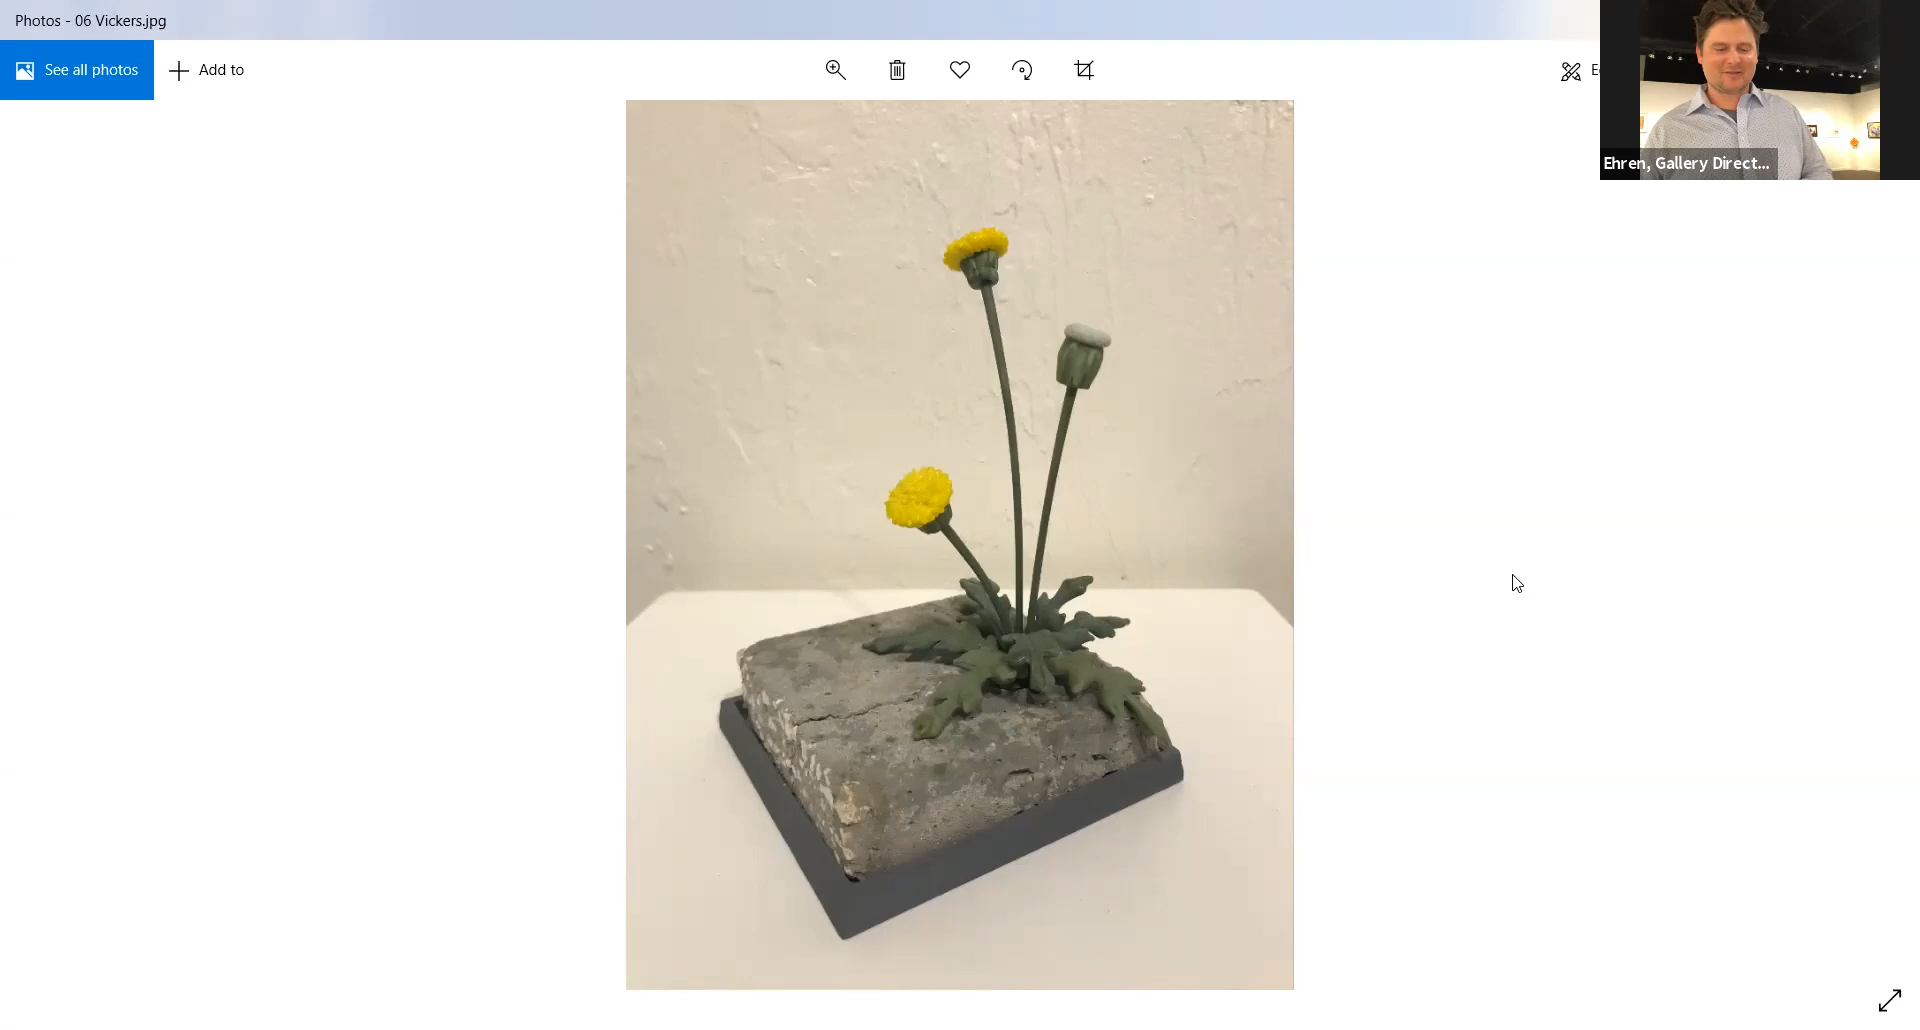 Photos - 06 Vickers.jpg
See all photos
Add to
Ehren, Gallery Direct...